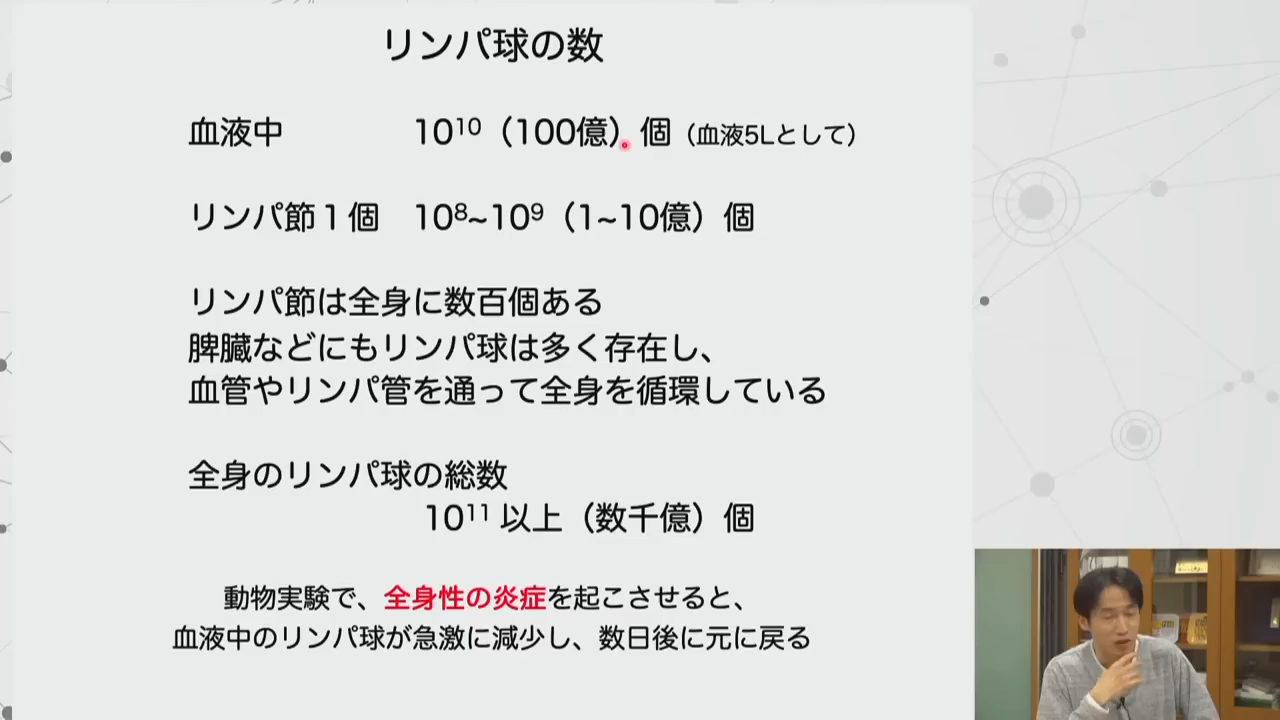 リンパ球の数
血液中 10¹⁰（100億）個（血液5Lとして）
リンパ節１個 10⁸~10⁹（1~10億）個
リンパ節は全身に数百個ある
脾臓などにもリンパ球は多く存在し、
血管やリンパ管を通って全身を循環している
全身のリンパ球の総数
10¹¹ 以上（数千億）個
動物実験で、全身性の炎症を起こさせると、
血液中のリンパ球が急激に減少し、数日後に元に戻る